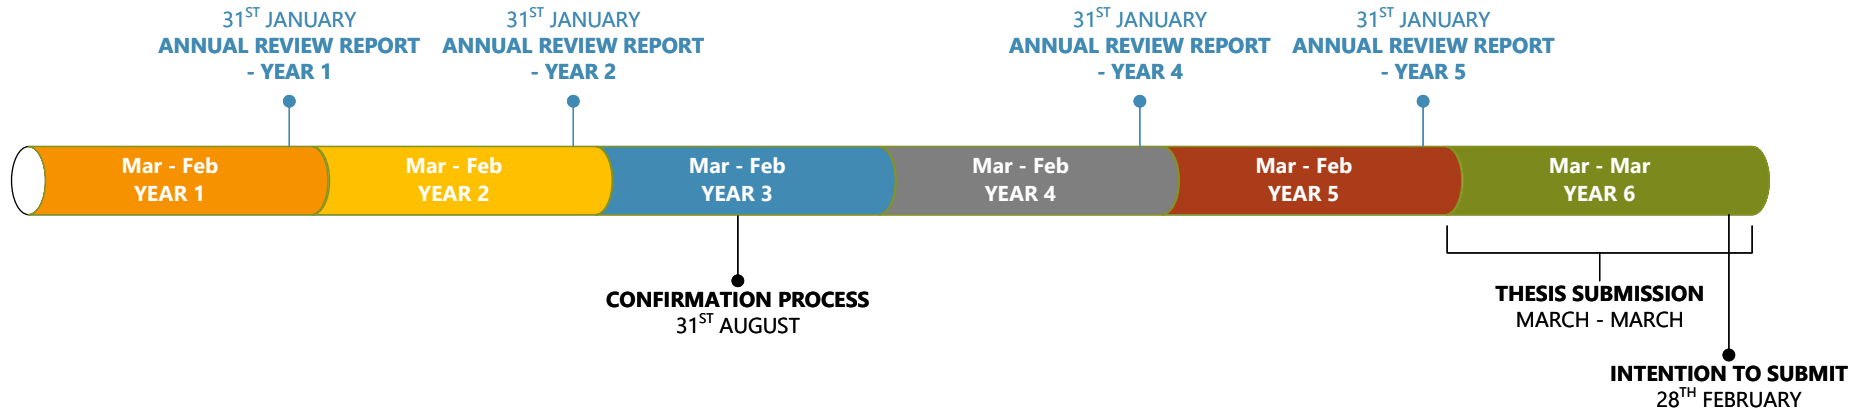 31ST JANUARY
ANNUAL REVIEW REPORT
- YEAR 1
31ST JANUARY
ANNUAL REVIEW REPORT
- YEAR 2
31ST JANUARY
ANNUAL REVIEW REPORT
- YEAR 4
31ST JANUARY
ANNUAL REVIEW REPORT
- YEAR 5
Mar - Feb
YEAR 1
Mar - Feb
YEAR 2
Mar - Feb
YEAR 3
Mar - Feb
YEAR 4
Mar - Feb
YEAR 5
Mar - Mar
YEAR 6
CONFIRMATION PROCESS
31ST AUGUST
THESIS SUBMISSION
MARCH - MARCH
INTENTION TO SUBMIT
28TH FEBRUARY